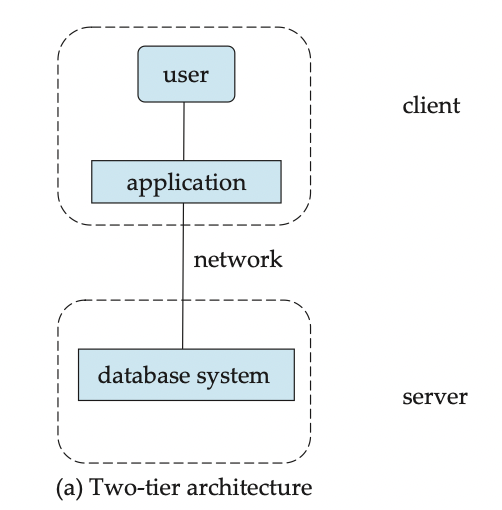 user
client
application
network
database system
server
(a) Two-tier architecture